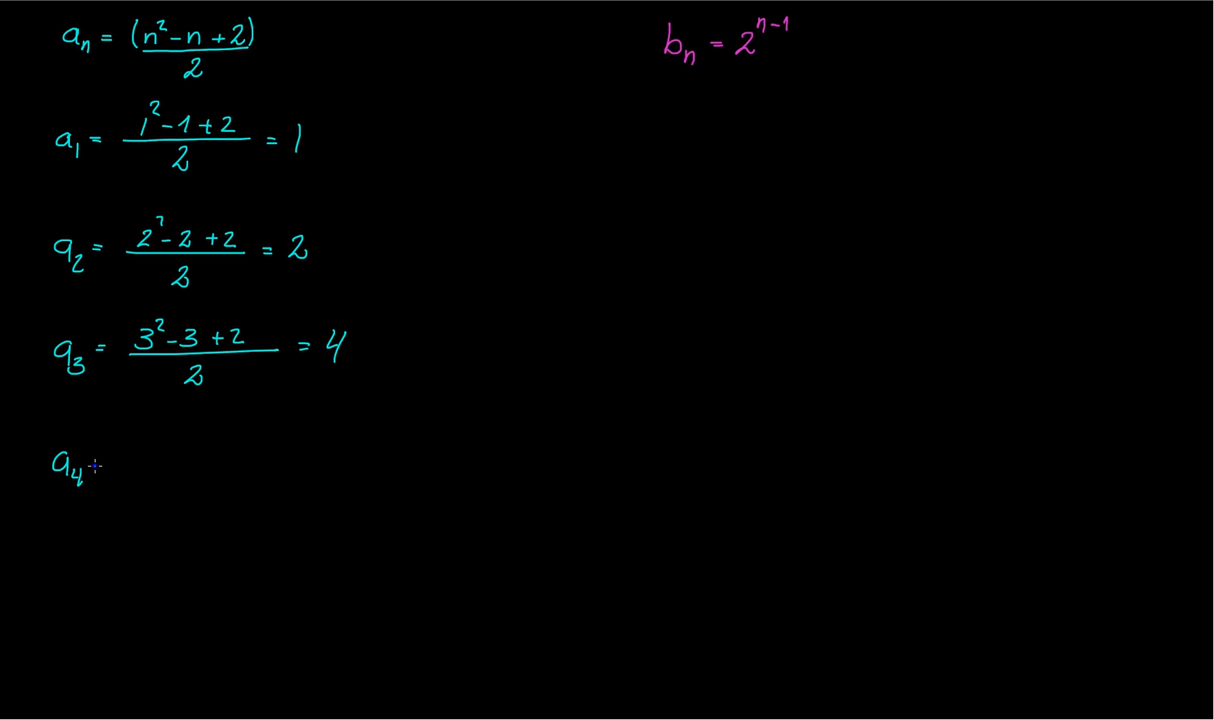 aₙ = (n² - n + 2) / 2
bₙ = 2ⁿ⁻¹
a₁ = (1² - 1 + 2) / 2 = 1
a₂ = (2² - 2 + 2) / 2 = 2
a₃ = (3² - 3 + 2) / 2 = 4
a₄